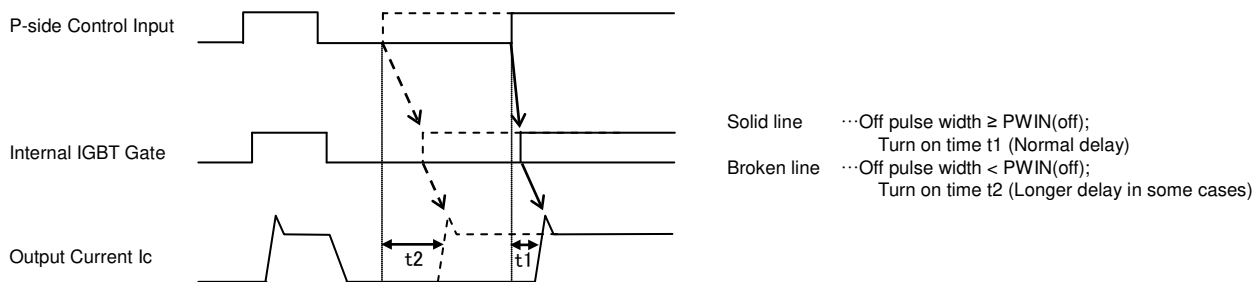 P-side Control Input
Internal IGBT Gate
Output Current Ic
t2
t1
Solid line …Off pulse width ≥ PWIN(off);
Turn on time t1 (Normal delay)
Broken line …Off pulse width < PWIN(off);
Turn on time t2 (Longer delay in some cases)